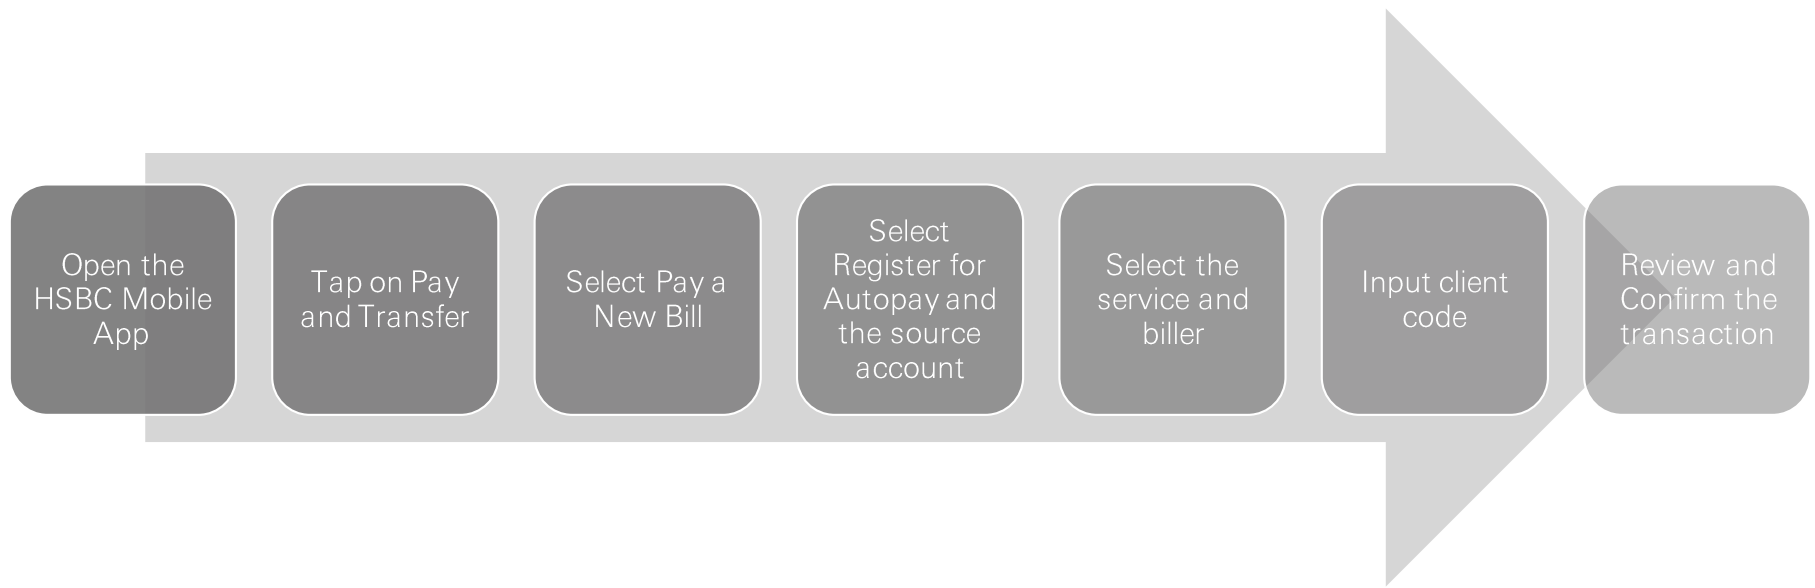 Open the
HSBC Mobile
App
Tap on Pay
and Transfer
Select Pay a
New Bill
Select
Register for
Autopay and
the source
account
Select the
service and
biller
Input client
code
Review and
Confirm the
transaction